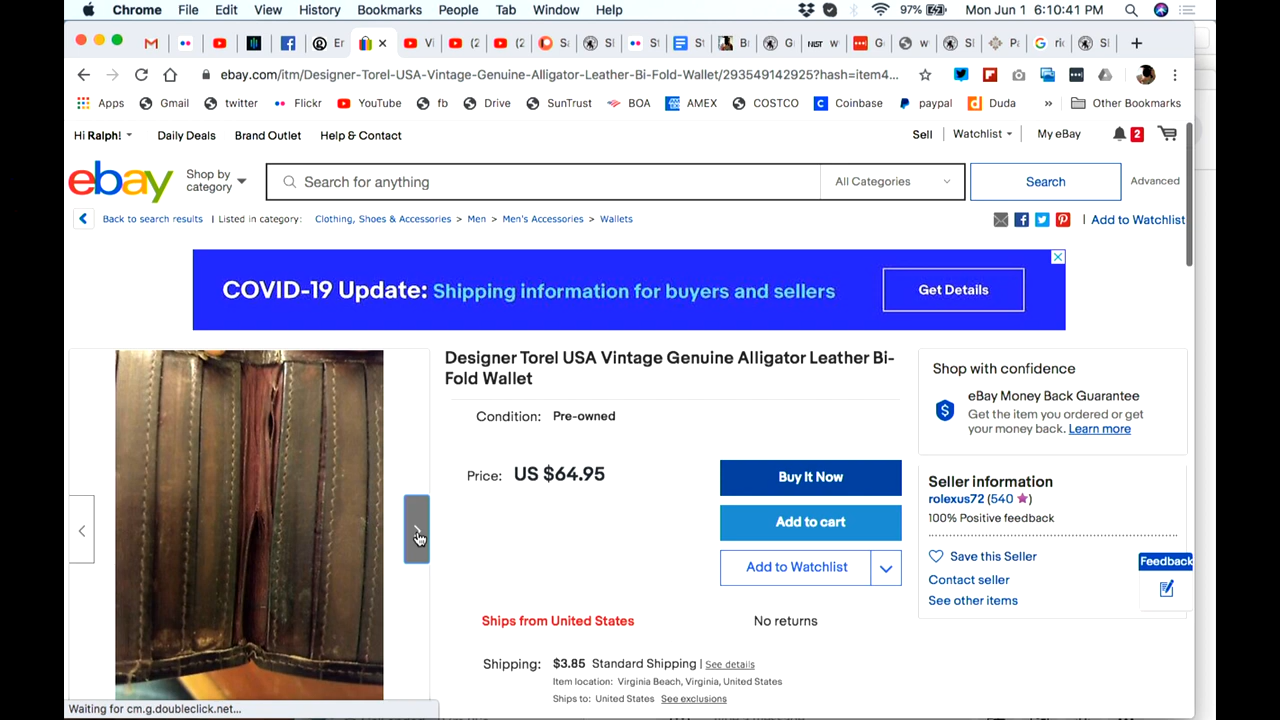 Chrome File Edit View History Bookmarks People Tab Window Help 97% Mon Jun 1 6:10:41 PM
ebay.com/itm/Designer-Torel-USA-Vintage-Genuine-Alligator-Leather-Bi-Fold-Wallet/293549142925?hash=item4...
Apps Gmail twitter Flickr YouTube fb Drive SunTrust BOA AMEX COSTCO Coinbase paypal Duda » Other Bookmarks
Hi Ralph! Daily Deals Brand Outlet Help & Contact Sell Watchlist My eBay 2
ebay Shop by category Search for anything All Categories Search Advanced
Back to search results | Listed in category: Clothing, Shoes & Accessories > Men > Men's Accessories > Wallets | Add to Watchlist
COVID-19 Update: Shipping information for buyers and sellers Get Details
Designer Torel USA Vintage Genuine Alligator Leather Bi-
Fold Wallet
Condition: Pre-owned
Price: US $64.95
Buy It Now
Add to cart
Add to Watchlist
Ships from United States No returns
Shipping: $3.85 Standard Shipping | See details
Item location: Virginia Beach, Virginia, United States
Ships to: United States See exclusions
Shop with confidence
eBay Money Back Guarantee
Get the item you ordered or get
your money back. Learn more
Seller information
rolexus72 (540)
100% Positive feedback
Save this Seller
Contact seller
See other items
Feedback
Waiting for cm.g.doubleclick.net...